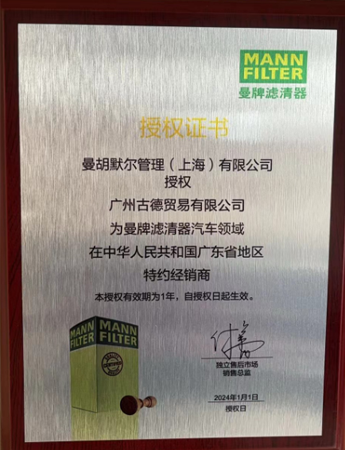 MANN
FILTER
曼牌滤清器
授权证书
曼胡默尔管理（上海）有限公司
授权
广州古德贸易有限公司
为曼牌滤清器汽车领域
在中华人民共和国广东省地区
特约经销商
本授权有效期为1年，自授权日起生效。
MANN
FILTER
MANN
FILTER
独立售后市场
销售总监
2024年1月1日
授权日